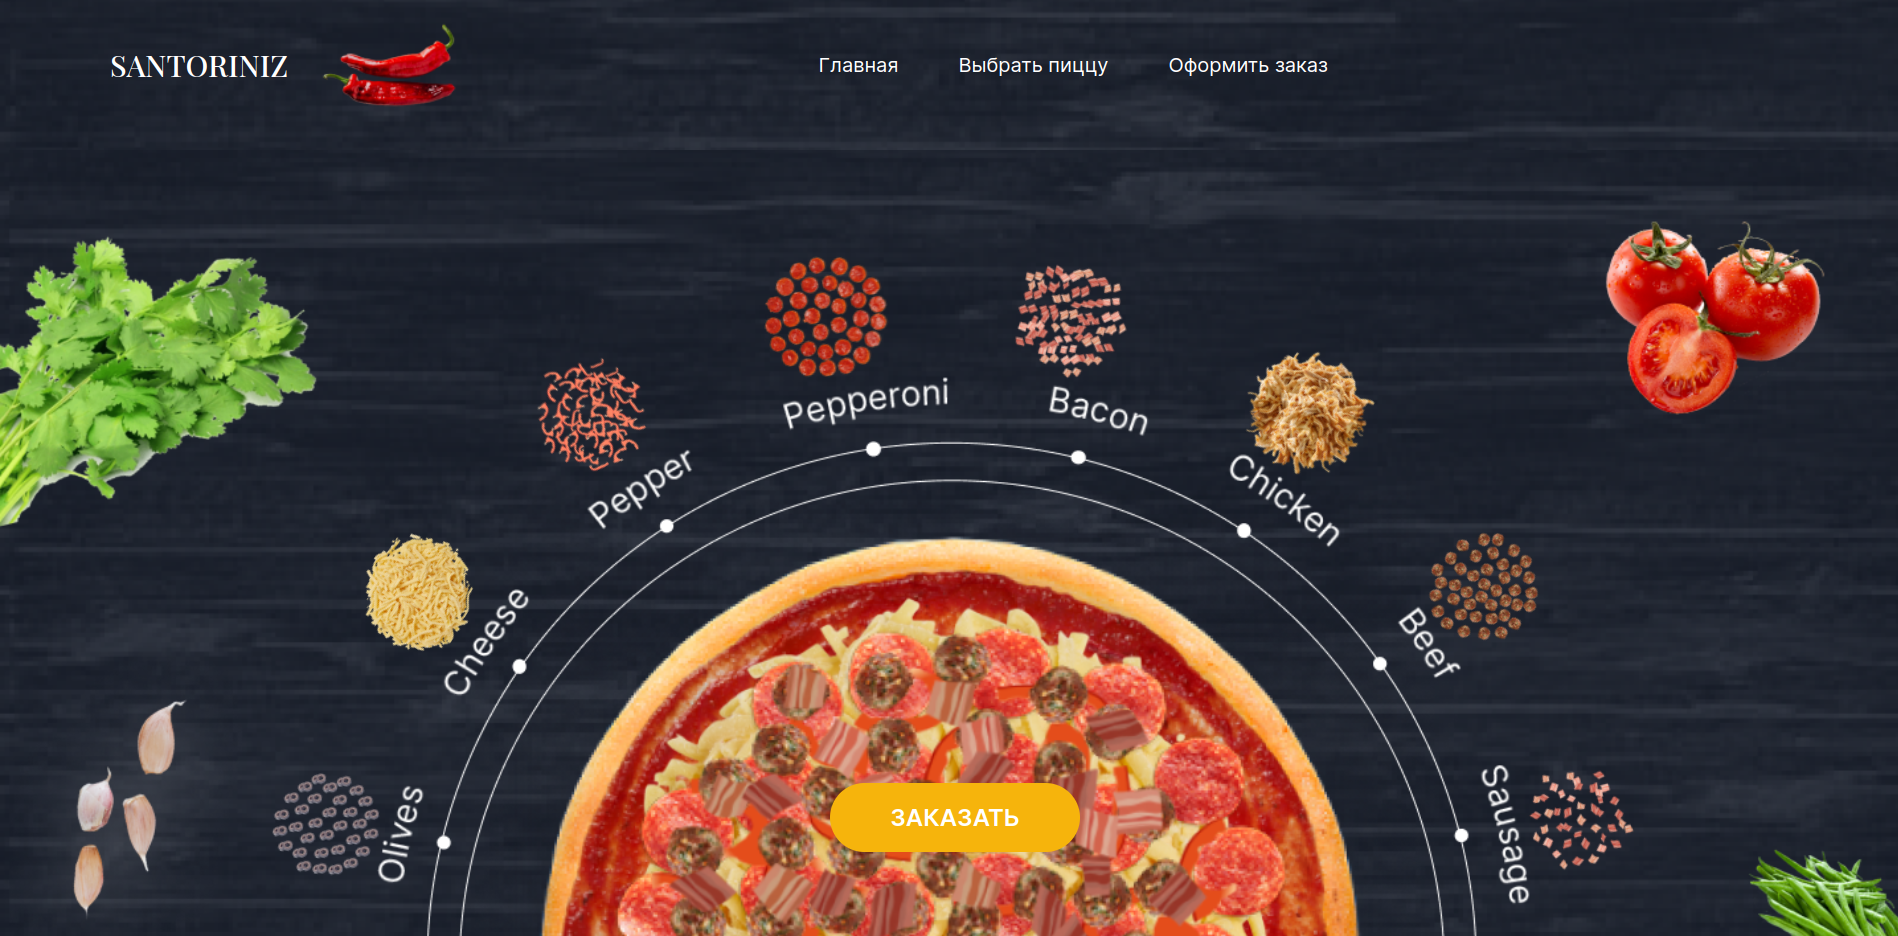 SANTORINIZ
Главная
Выбрать пиццу
Оформить заказ
Pepperoni
Bacon
Pepper
Chicken
Cheese
Beef
Olives
Sausage
ЗАКАЗАТЬ